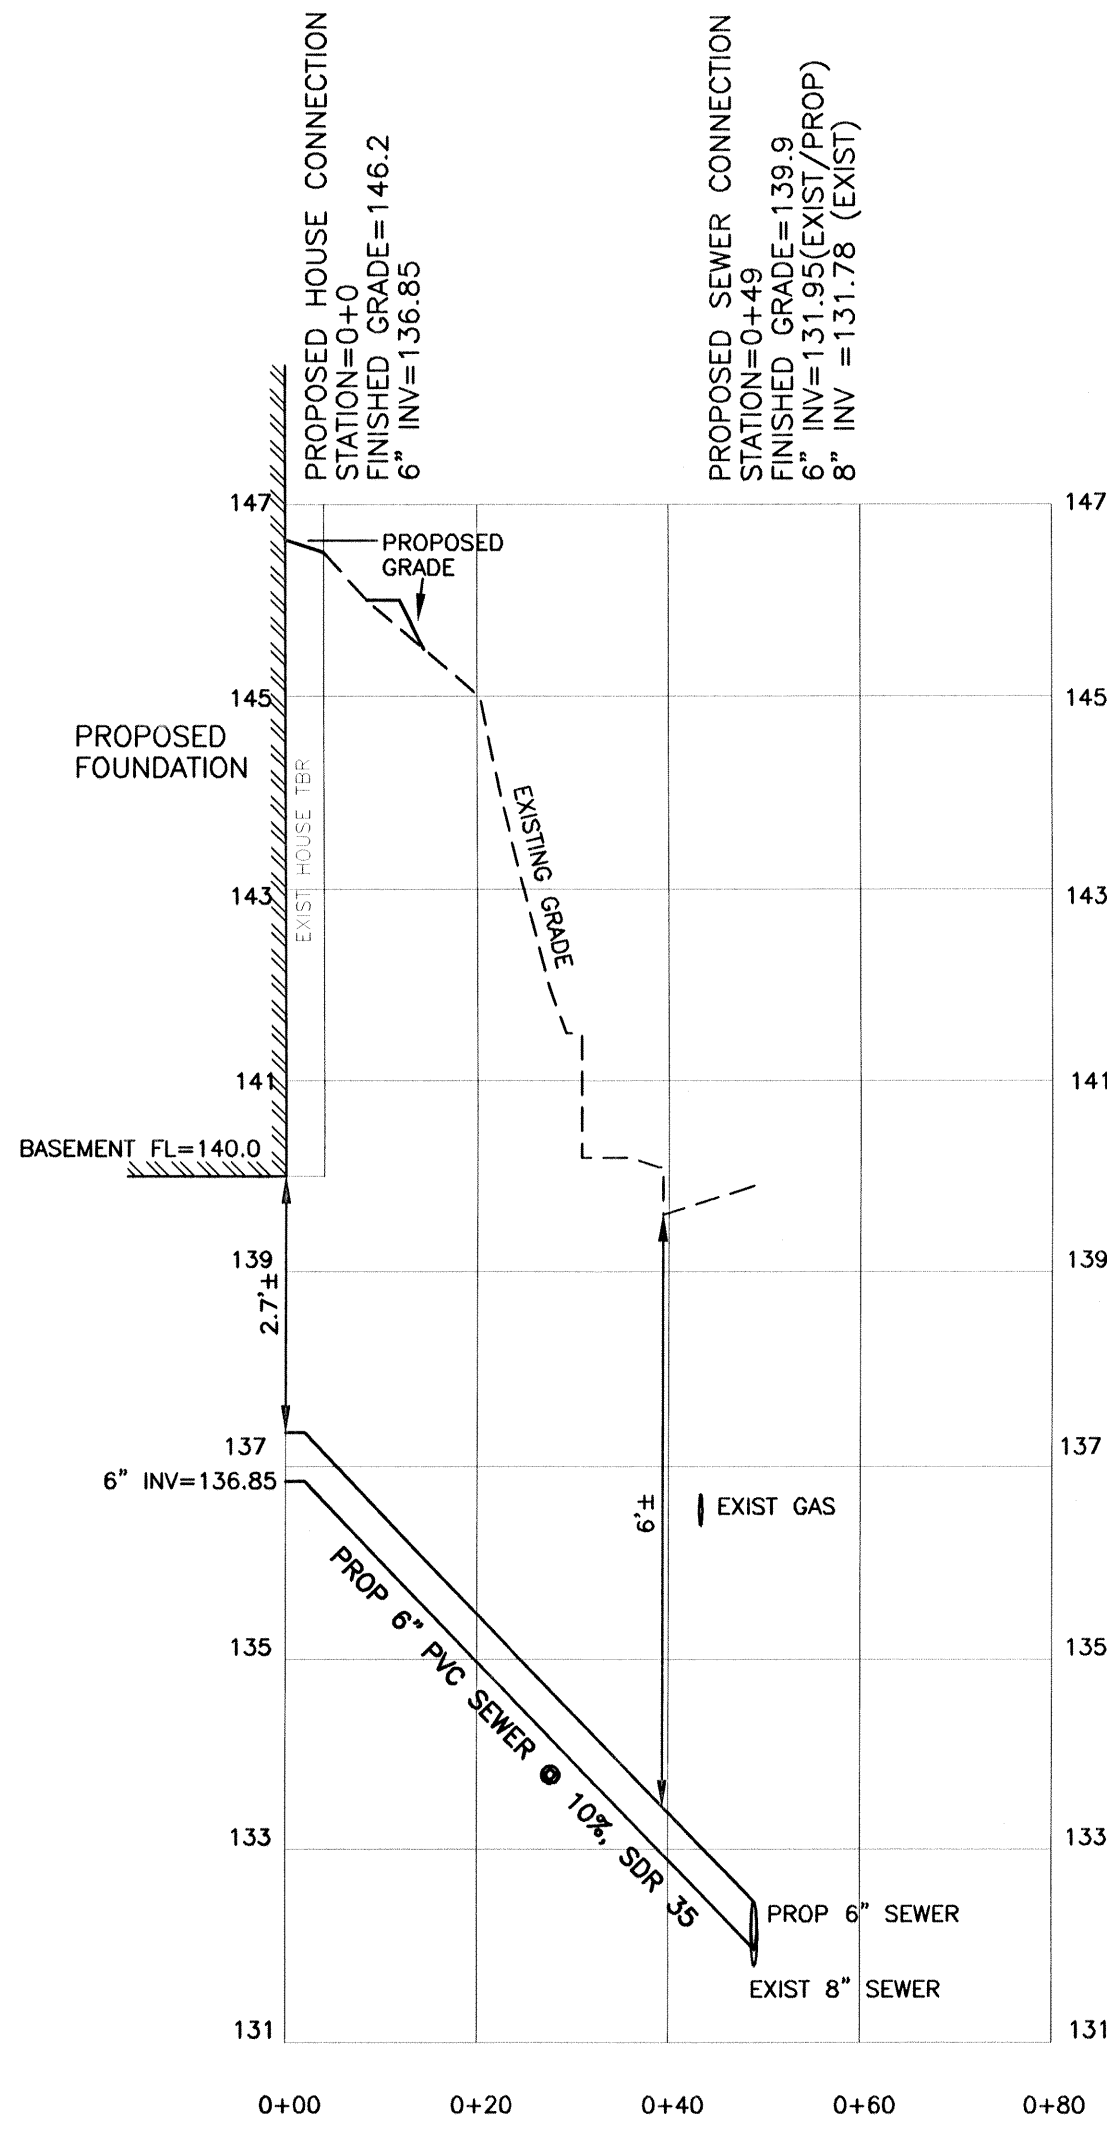 PROPOSED HOUSE CONNECTION
STATION=0+0
FINISHED GRADE=146.2
6" INV=136.85
PROPOSED SEWER CONNECTION
STATION=0+49
FINISHED GRADE=139.9
6" INV=131.95(EXIST/PROP)
8" INV =131.78 (EXIST)
147
147
PROPOSED
GRADE
145
145
PROPOSED
FOUNDATION
EXIST HOUSE TBR
EXISTING GRADE
143
143
141
141
BASEMENT FL=140.0
139
139
2.7'±
137
137
6" INV=136.85
6'±
EXIST GAS
PROP 6" PVC SEWER @ 10%, SDR 35
135
135
133
133
PROP 6" SEWER
EXIST 8" SEWER
131
131
0+00
0+20
0+40
0+60
0+80